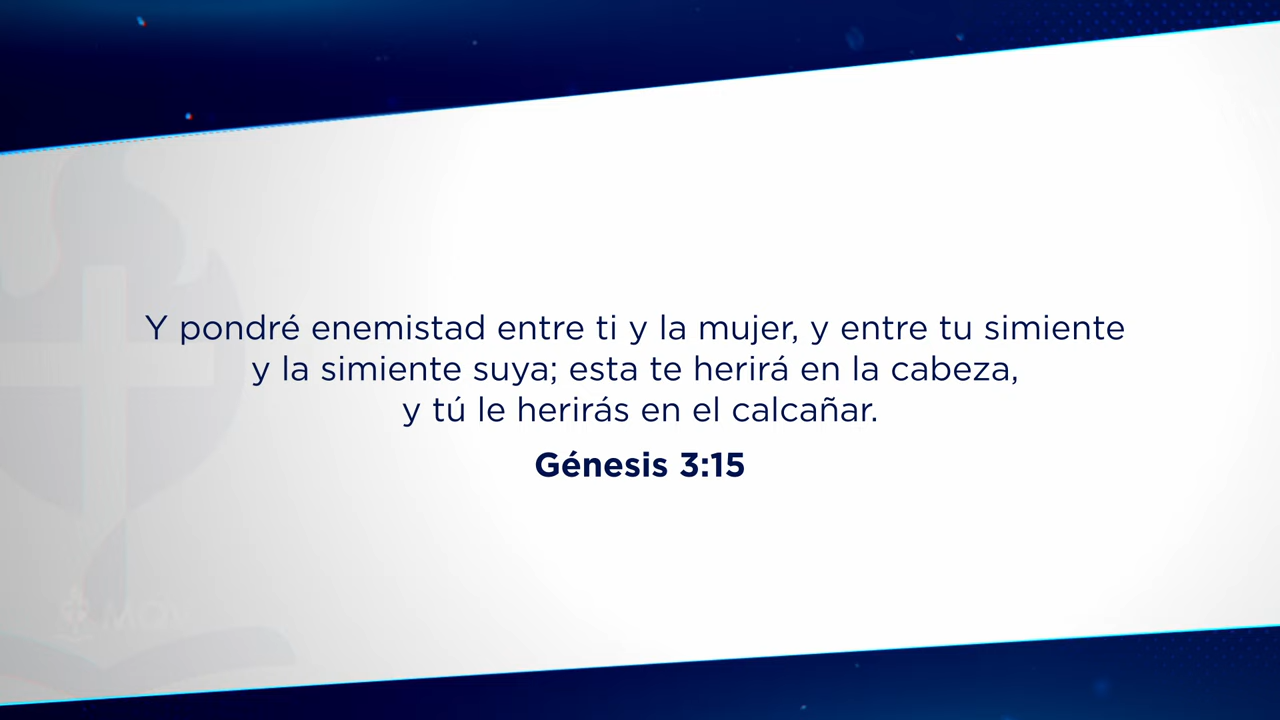 Y pondré enemistad entre ti y la mujer, y entre tu simiente
y la simiente suya; esta te herirá en la cabeza,
y tú le herirás en el calcañar.
Génesis 3:15